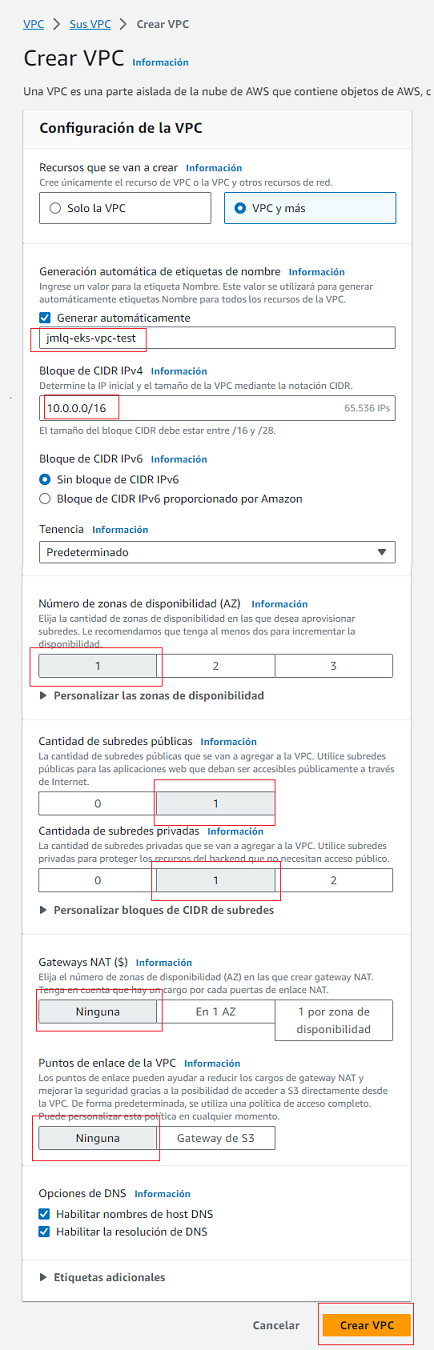 VPC > Sus VPC > Crear VPC
Crear VPC Información
Una VPC es una parte aislada de la nube de AWS que contiene objetos de AWS, c
Configuración de la VPC
Recursos que se van a crear Información
Cree únicamente el recurso de VPC o la VPC y otros recursos de red.
Solo la VPC VPC y más
Generación automática de etiquetas de nombre Información
Ingrese un valor para la etiqueta Nombre. Este valor se utilizará para generar
automáticamente etiquetas Nombre para todos los recursos de la VPC.
Generar automáticamente
jmlq-eks-vpc-test
Bloque de CIDR IPv4 Información
Determine la IP inicial y el tamaño de la VPC mediante la notación CIDR.
10.0.0.0/16 65.536 IPs
El tamaño del bloque CIDR debe estar entre /16 y /28.
Bloque de CIDR IPv6 Información
Sin bloque de CIDR IPv6
Bloque de CIDR IPv6 proporcionado por Amazon
Tenencia Información
Predeterminado
Número de zonas de disponibilidad (AZ) Información
Elija la cantidad de zonas de disponibilidad en las que desea aprovisionar
subredes. Le recomendamos que tenga al menos dos para incrementar la
disponibilidad.
1 2 3
Personalizar las zonas de disponibilidad
Cantidad de subredes públicas Información
La cantidad de subredes públicas que se van a agregar a la VPC. Utilice subredes
públicas para las aplicaciones web que deban ser accesibles públicamente a través
de Internet.
0 1
Cantidada de subredes privadas Información
La cantidad de subredes privadas que se van a agregar a la VPC. Utilice subredes
privadas para proteger los recursos del backend que no necesitan acceso público.
0 1 2
Personalizar bloques de CIDR de subredes
Gateways NAT ($) Información
Elija el número de zonas de disponibilidad (AZ) en las que crear gateway NAT.
Tenga en cuenta que hay un cargo por cada puertas de enlace NAT.
Ninguna En 1 AZ 1 por zona de
disponibilidad
Puntos de enlace de la VPC Información
Los puntos de enlace pueden ayudar a reducir los cargos de gateway NAT y
mejorar la seguridad gracias a la posibilidad de acceder a S3 directamente desde
la VPC. De forma predeterminada, se utiliza una política de acceso completo.
Puede personalizar esta política en cualquier momento.
Ninguna Gateway de S3
Opciones de DNS Información
Habilitar nombres de host DNS
Habilitar la resolución de DNS
Etiquetas adicionales
Cancelar Crear VPC